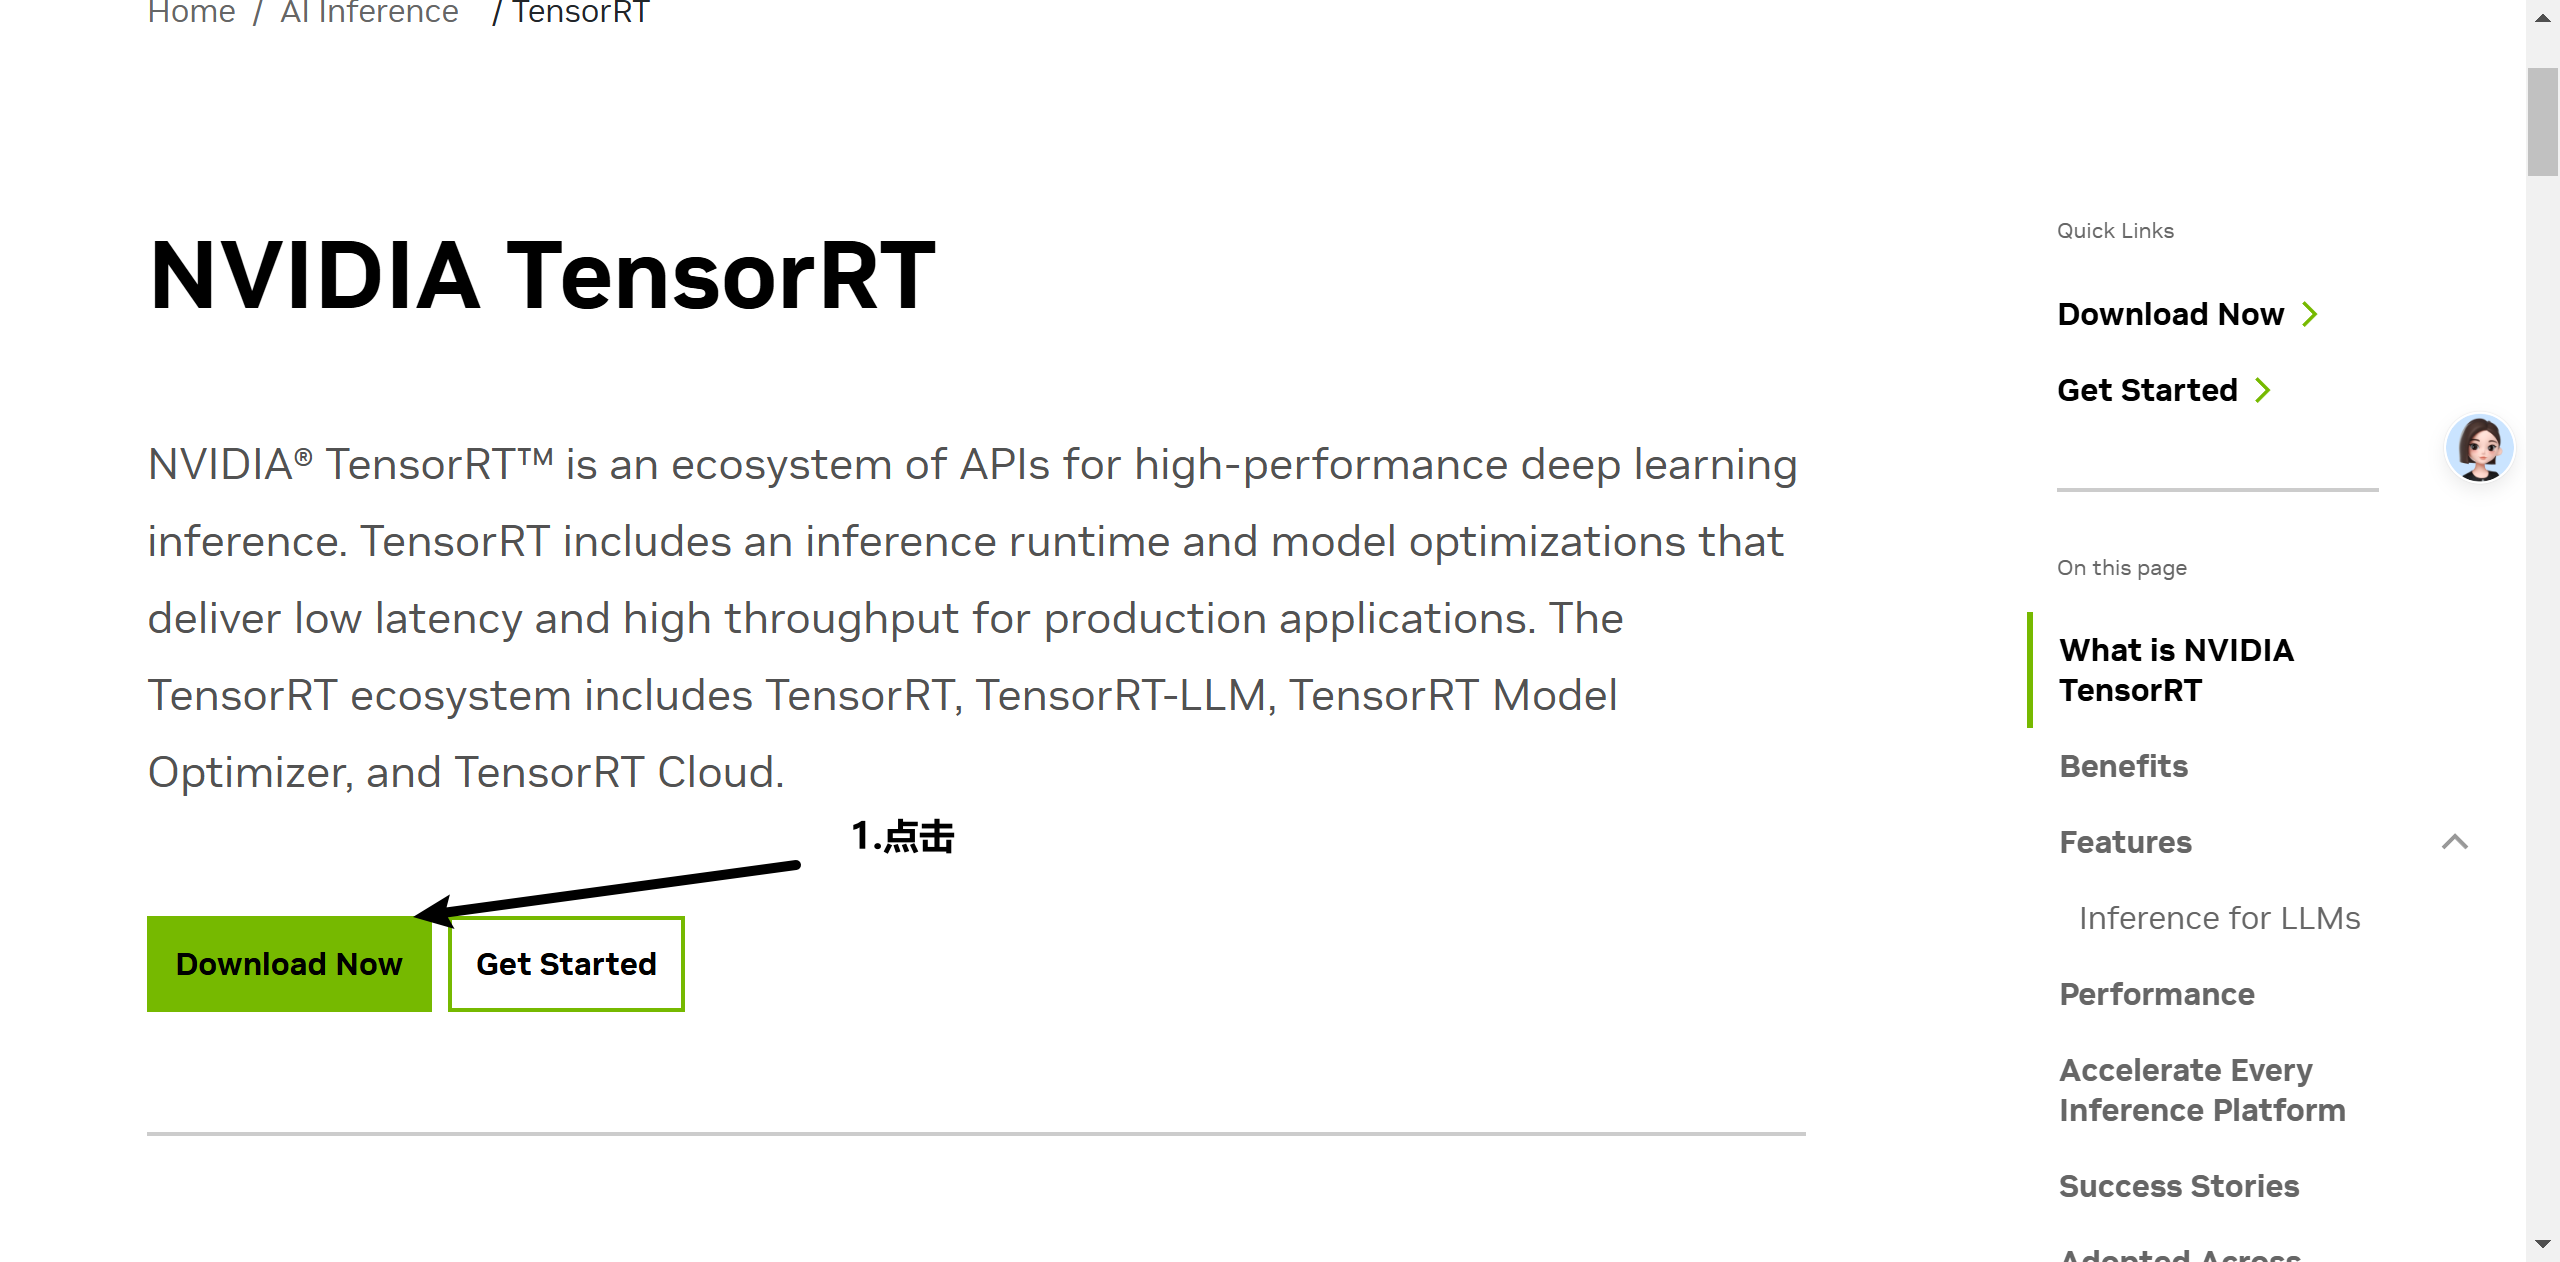 Home / AI Inference / TensorRT
NVIDIA TensorRT
NVIDIA® TensorRT™ is an ecosystem of APIs for high-performance deep learning
inference. TensorRT includes an inference runtime and model optimizations that
deliver low latency and high throughput for production applications. The
TensorRT ecosystem includes TensorRT, TensorRT-LLM, TensorRT Model
Optimizer, and TensorRT Cloud.
1.点击
Download Now
Get Started
Quick Links
Download Now
Get Started
On this page
What is NVIDIA
TensorRT
Benefits
Features
Inference for LLMs
Performance
Accelerate Every
Inference Platform
Success Stories
Adopted Across